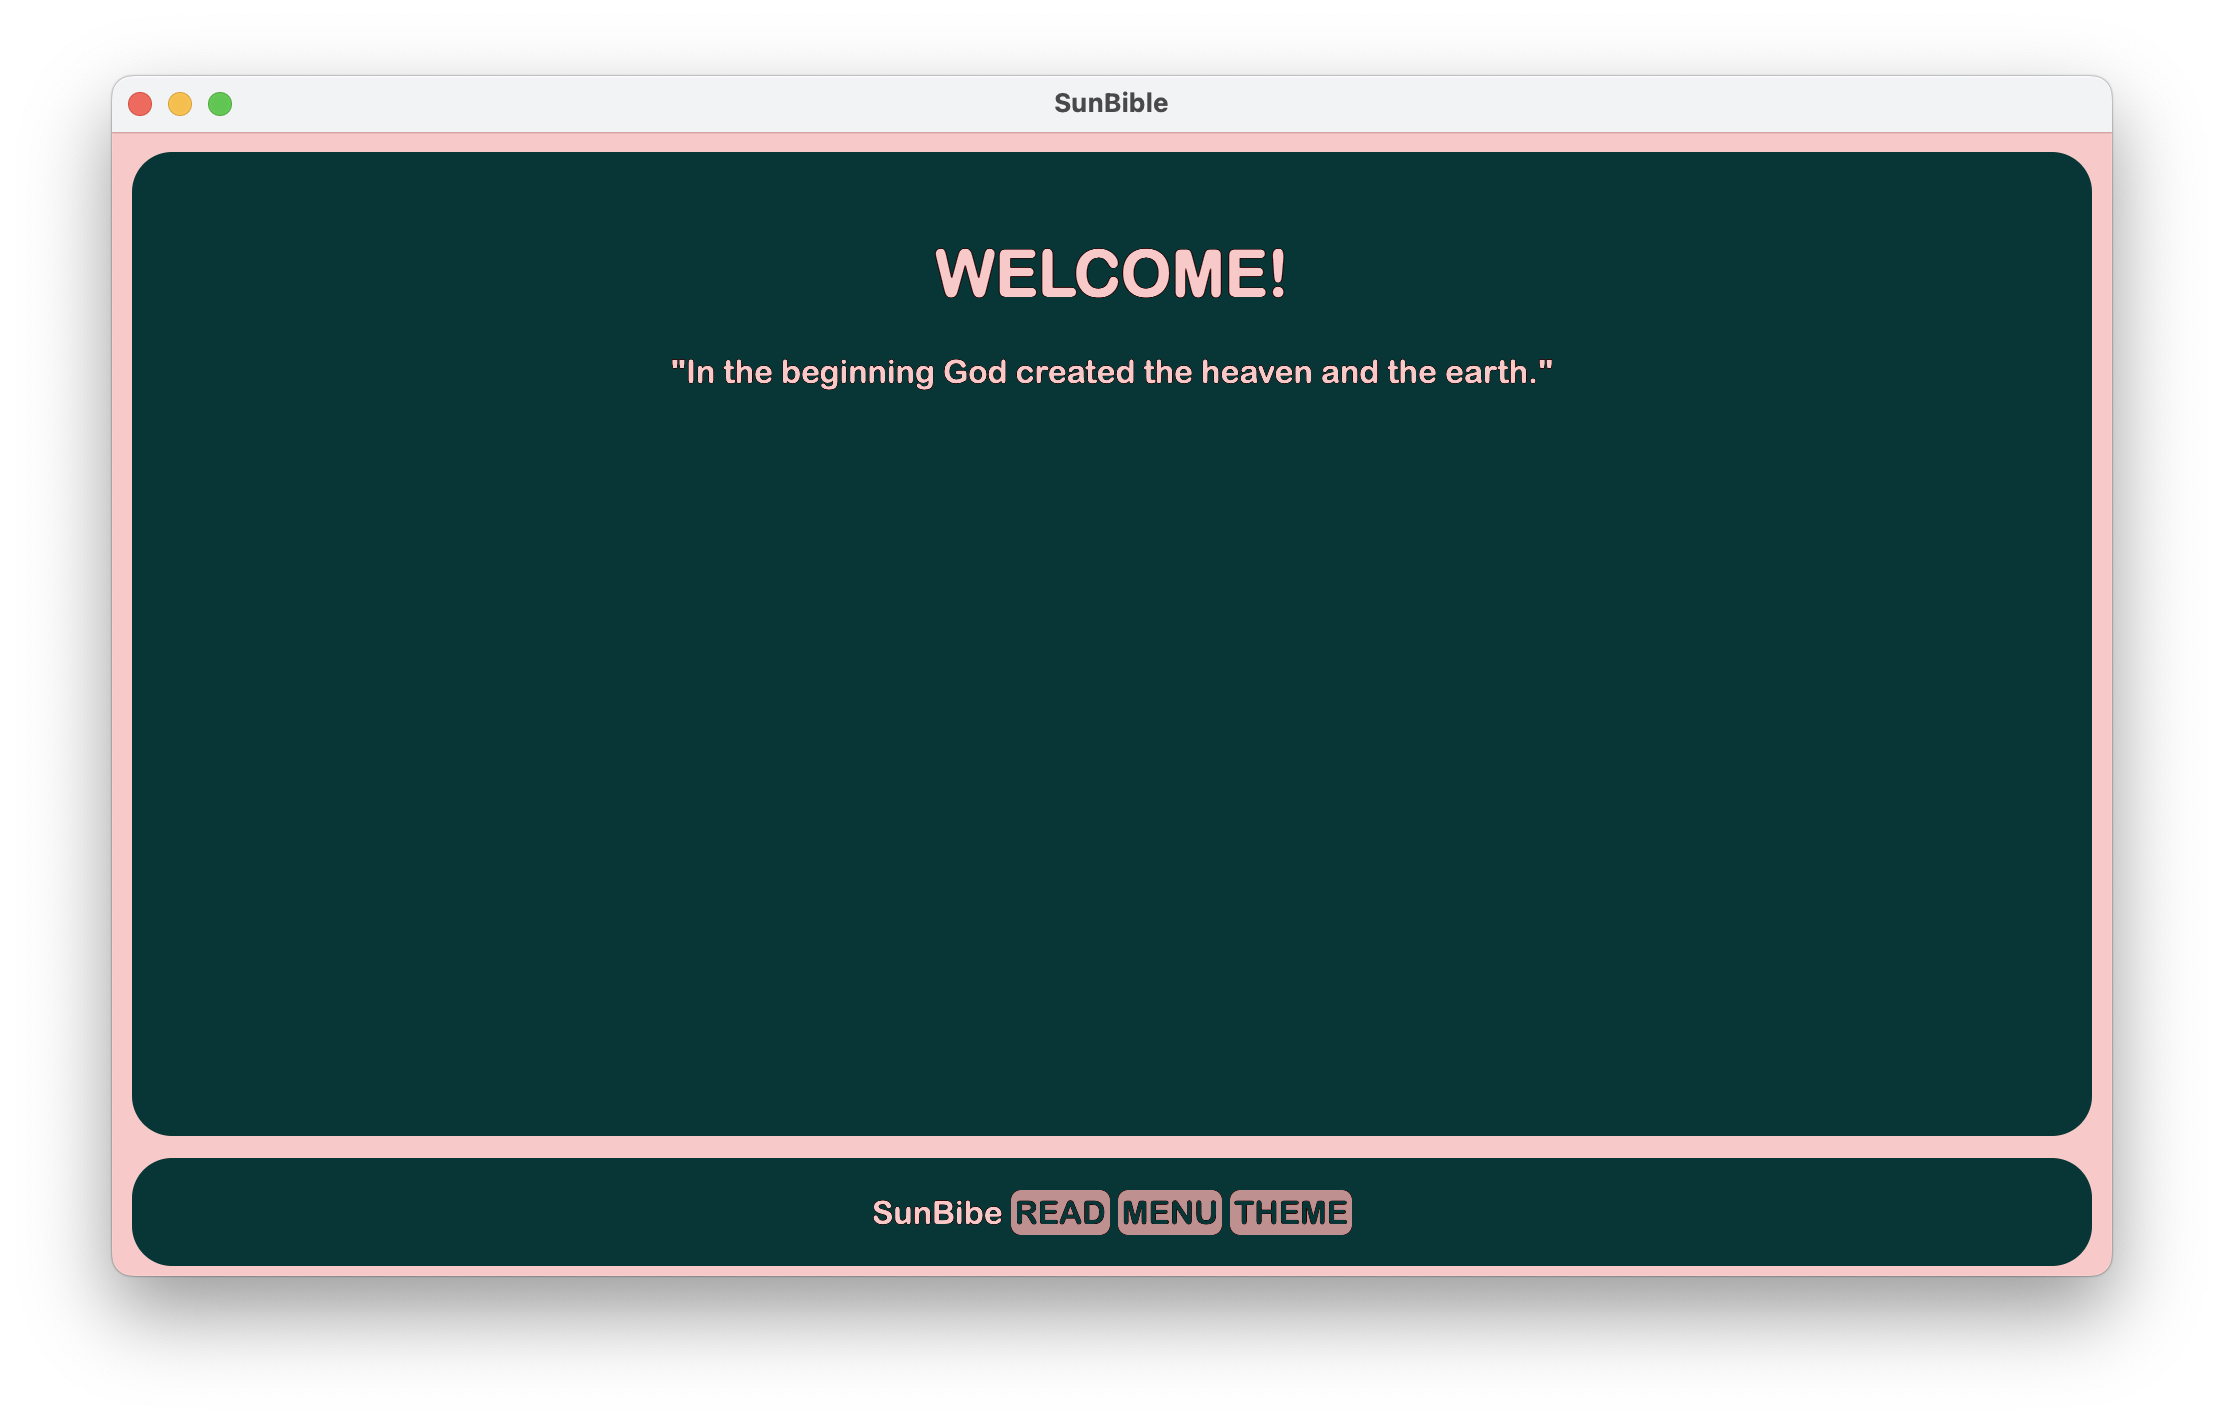 SunBible
WELCOME!
"In the beginning God created the heaven and the earth."
SunBibe READ MENU THEME